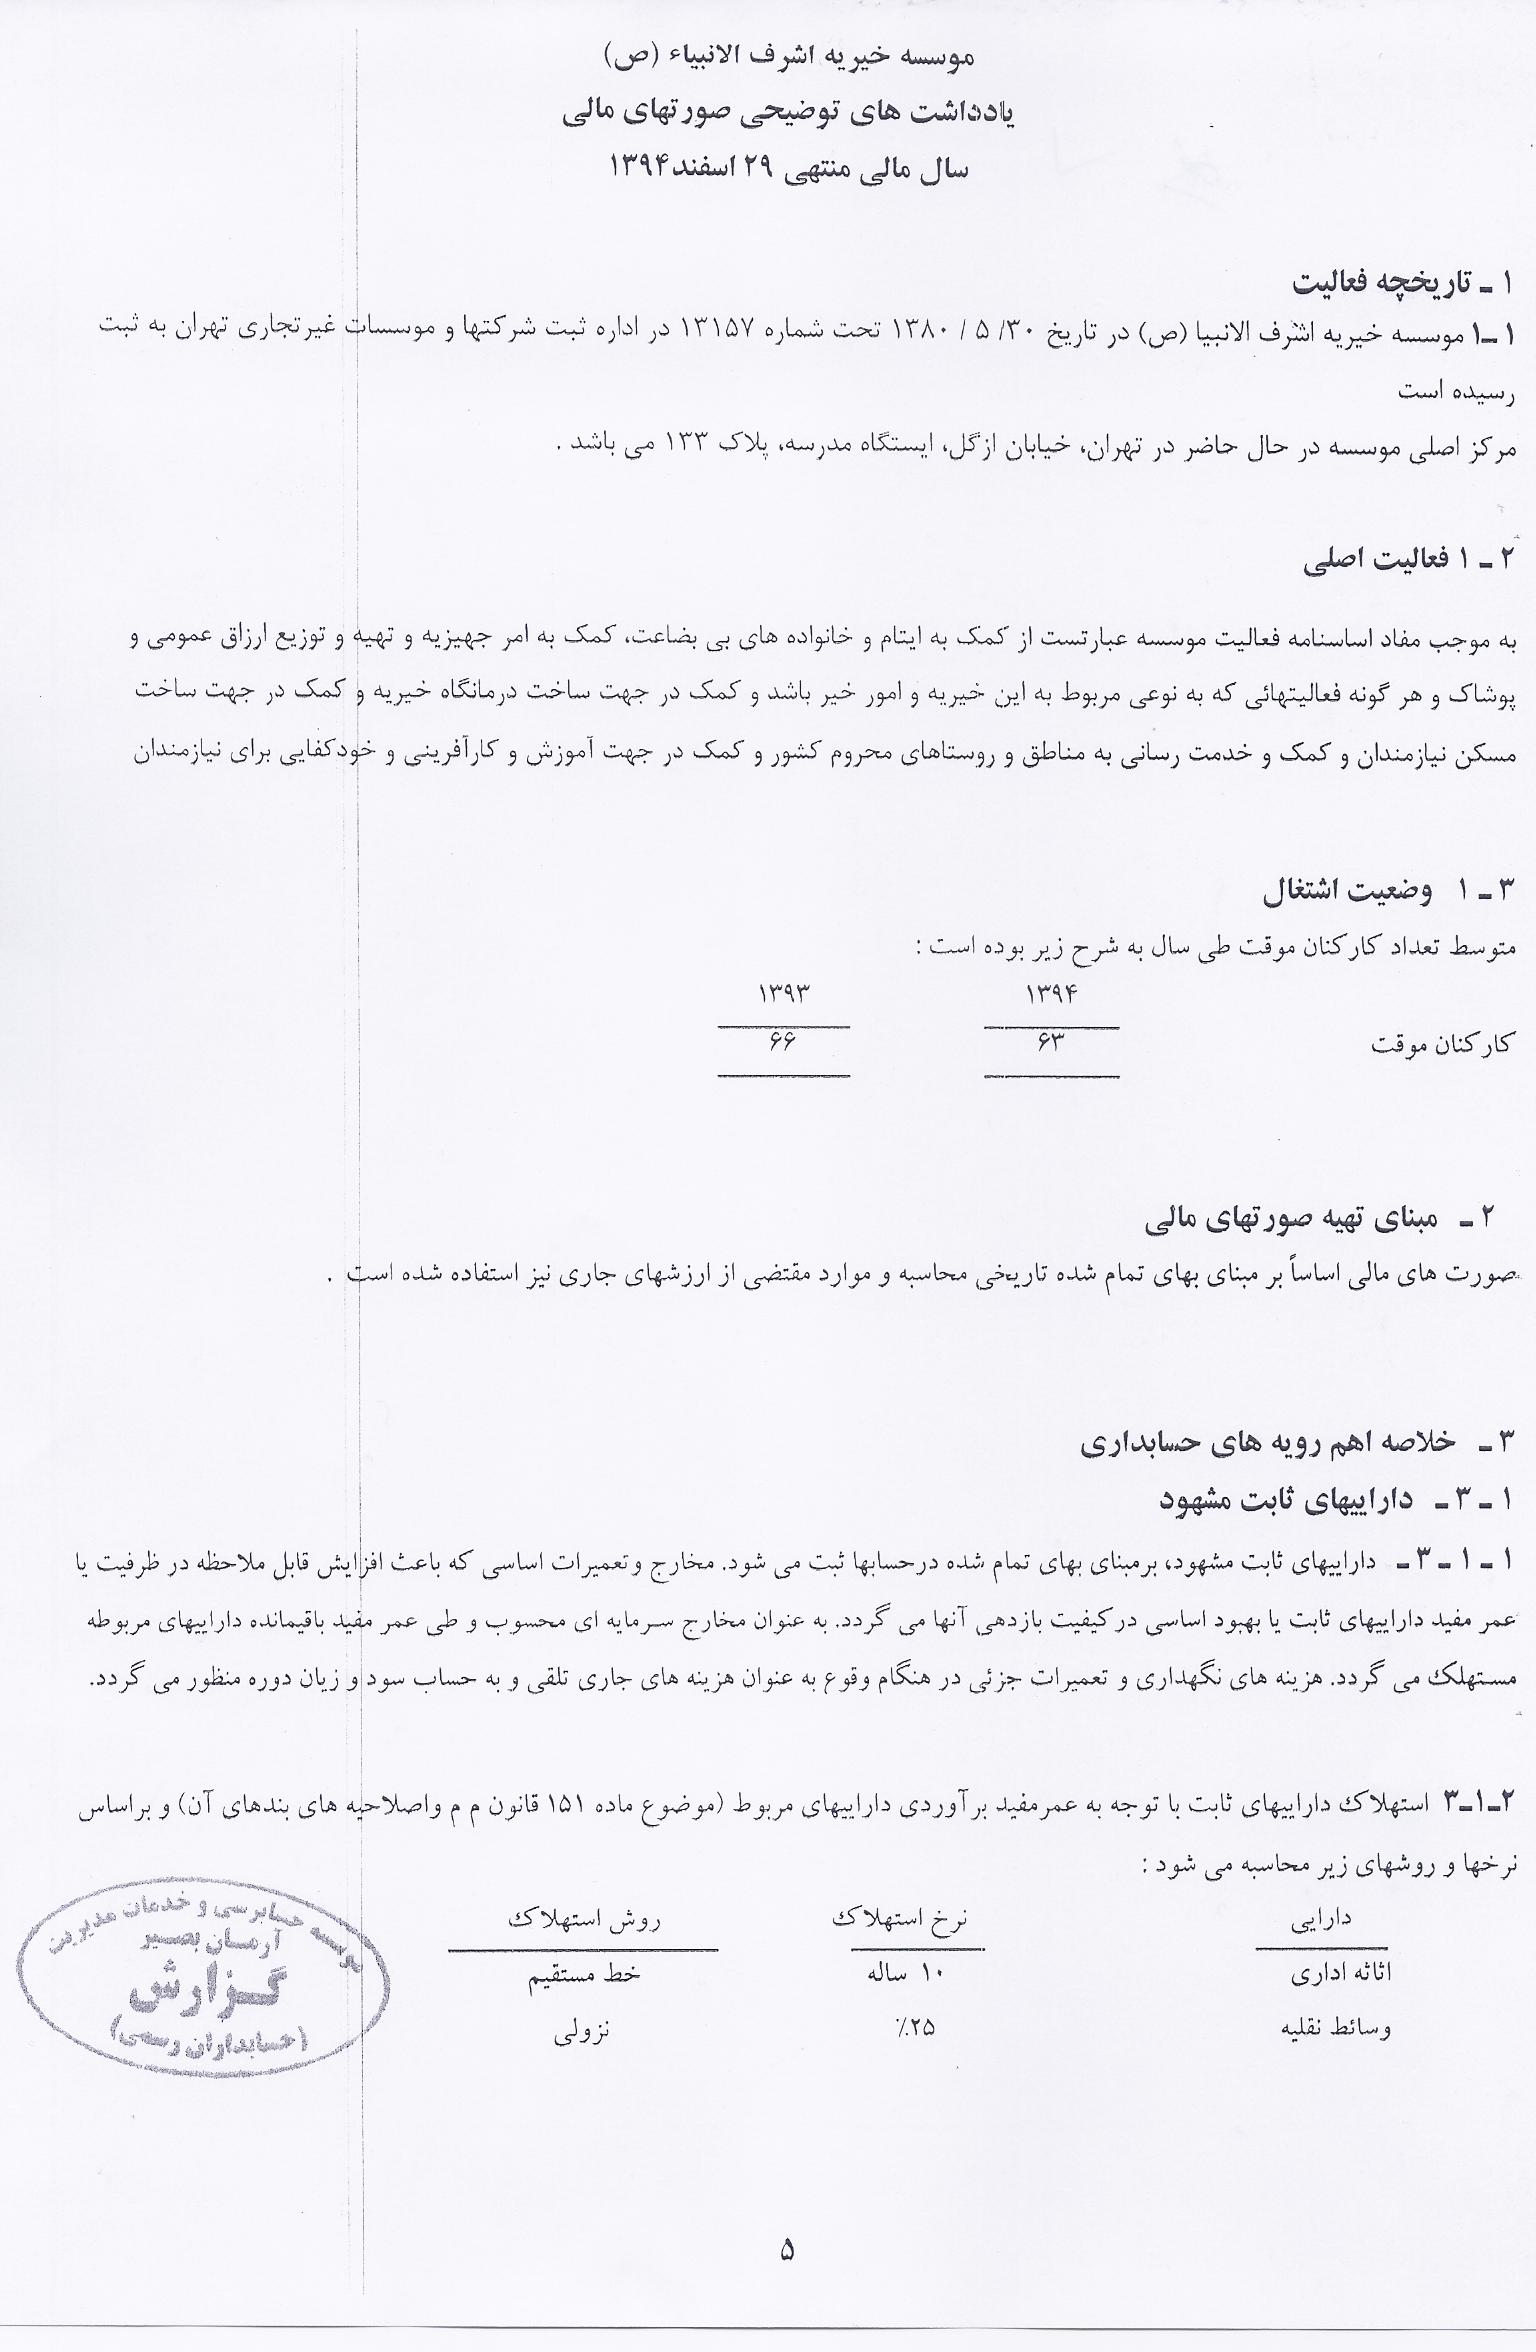 موسسه خیریه اشرف الانبیاء (ص)
یادداشت های توضیحی صورتهای مالی
سال مالی منتهی ۲۹ اسفند۱۳۹۴
۱ ـ تاریخچه فعالیت
۱ ـ۱ موسسه خیریه اشرف الانبیا (ص) در تاریخ ۳۰/ ۵ / ۱۳۸۰ تحت شماره ۱۳۱۵۷ در اداره ثبت شرکتها و موسسات غیرتجاری تهران به ثبت
رسیده است
مرکز اصلی موسسه در حال حاضر در تهران، خیابان ازگل، ایستگاه مدرسه، پلاک ۱۳۳ می باشد .
۲ ـ ۱ فعالیت اصلی
به موجب مفاد اساسنامه فعالیت موسسه عبارتست از کمک به ایتام و خانواده های بی بضاعت، کمک به امر جهیزیه و تهیه و توزیع ارزاق عمومی و
پوشاک و هر گونه فعالیتهائی که به نوعی مربوط به این خیریه و امور خیر باشد و کمک در جهت ساخت درمانگاه خیریه و کمک در جهت ساخت
مسکن نیازمندان و کمک و خدمت رسانی به مناطق و روستاهای محروم کشور و کمک در جهت آموزش و کارآفرینی و خودکفایی برای نیازمندان
۳ ـ ۱ وضعیت اشتغال
متوسط تعداد کارکنان موقت طی سال به شرح زیر بوده است :
۱۳۹۴ ۱۳۹۳
کارکنان موقت ۶۳ ۶۶
۲ ـ مبنای تهیه صورتهای مالی
صورت های مالی اساساً بر مبنای بهای تمام شده تاریخی محاسبه و موارد مقتضی از ارزشهای جاری نیز استفاده شده است .
۳ ـ خلاصه اهم رویه های حسابداری
۱ ـ ۳ ـ داراییهای ثابت مشهود
۱ ـ ۱ ـ ۳ ـ داراییهای ثابت مشهود، برمبنای بهای تمام شده درحسابها ثبت می شود. مخارج وتعمیرات اساسی که باعث افزایش قابل ملاحظه در ظرفیت یا
عمر مفید داراییهای ثابت یا بهبود اساسی درکیفیت بازدهی آنها می گردد. به عنوان مخارج سرمایه ای محسوب و طی عمر مفید باقیمانده داراییهای مربوطه
مستهلک می گردد. هزینه های نگهداری و تعمیرات جزئی در هنگام وقوع به عنوان هزینه های جاری تلقی و به حساب سود و زیان دوره منظور می گردد.
۲ـ۱ـ۳ استهلاک داراییهای ثابت با توجه به عمرمفید برآوردی داراییهای مربوط (موضوع ماده ۱۵۱ قانون م م واصلاحیه های بندهای آن) و براساس
نرخها و روشهای زیر محاسبه می شود :
دارایی نرخ استهلاک روش استهلاک
اثاثه اداری ۱۰ ساله خط مستقیم
وسائط نقلیه ۲۵٪ نزولی
موسسه حسابرسی و خدمات مدیریت
آرمان بصیر
گزارش
(حسابداران رسمی)
۵